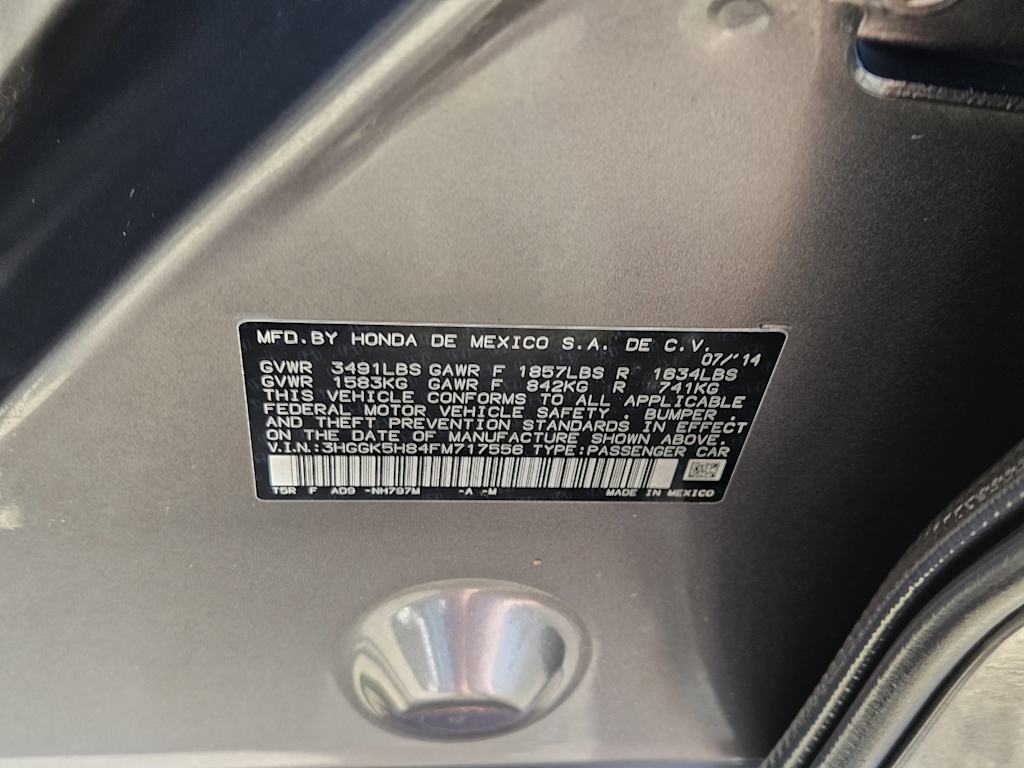 MFD.BY HONDA DE MEXICO S.A. DE C.V.
07/'14
GVWR 3491LBS GAWR F 1857LBS R 1634LBS
GVWR 1583KG GAWR F 842KG R 741KG
THIS VEHICLE CONFORMS TO ALL APPLICABLE
FEDERAL MOTOR VEHICLE SAFETY , BUMPER ,
AND THEFT PREVENTION STANDARDS IN EFFECT
ON THE DATE OF MANUFACTURE SHOWN ABOVE.
V.I.N.:3HGGK5H84FM717556 TYPE:PASSENGER CAR
T5R F AD9 -NH797M -A -M MADE IN MEXICO